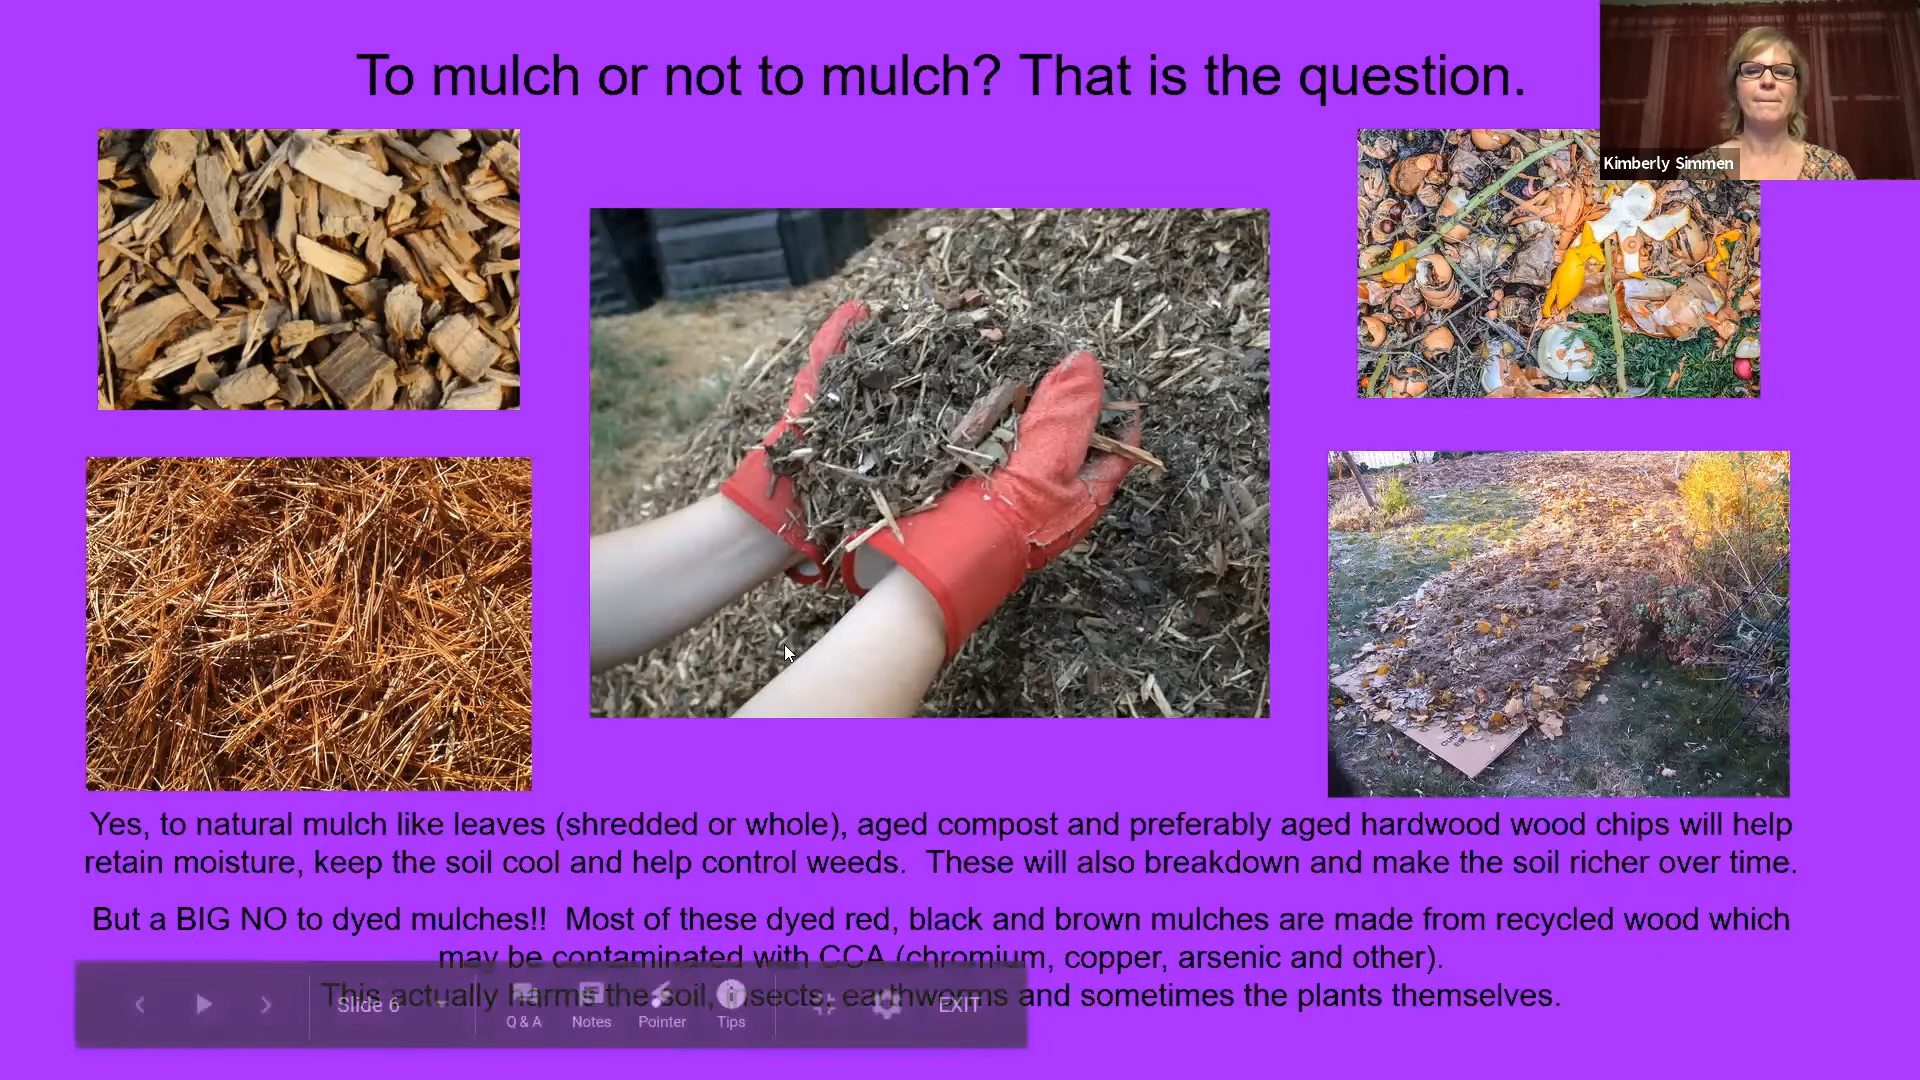 To mulch or not to mulch? That is the question.
Kimberly Simmen
Yes, to natural mulch like leaves (shredded or whole), aged compost and preferably aged hardwood wood chips will help
retain moisture, keep the soil cool and help control weeds. These will also breakdown and make the soil richer over time.
But a BIG NO to dyed mulches!! Most of these dyed red, black and brown mulches are made from recycled wood which
may be contaminated with CCA (chromium, copper, arsenic and other).
This actually harms the soil, insects, earthworms and sometimes the plants themselves.
Slide 6
Q & A
Notes
Pointer
Tips
EXIT